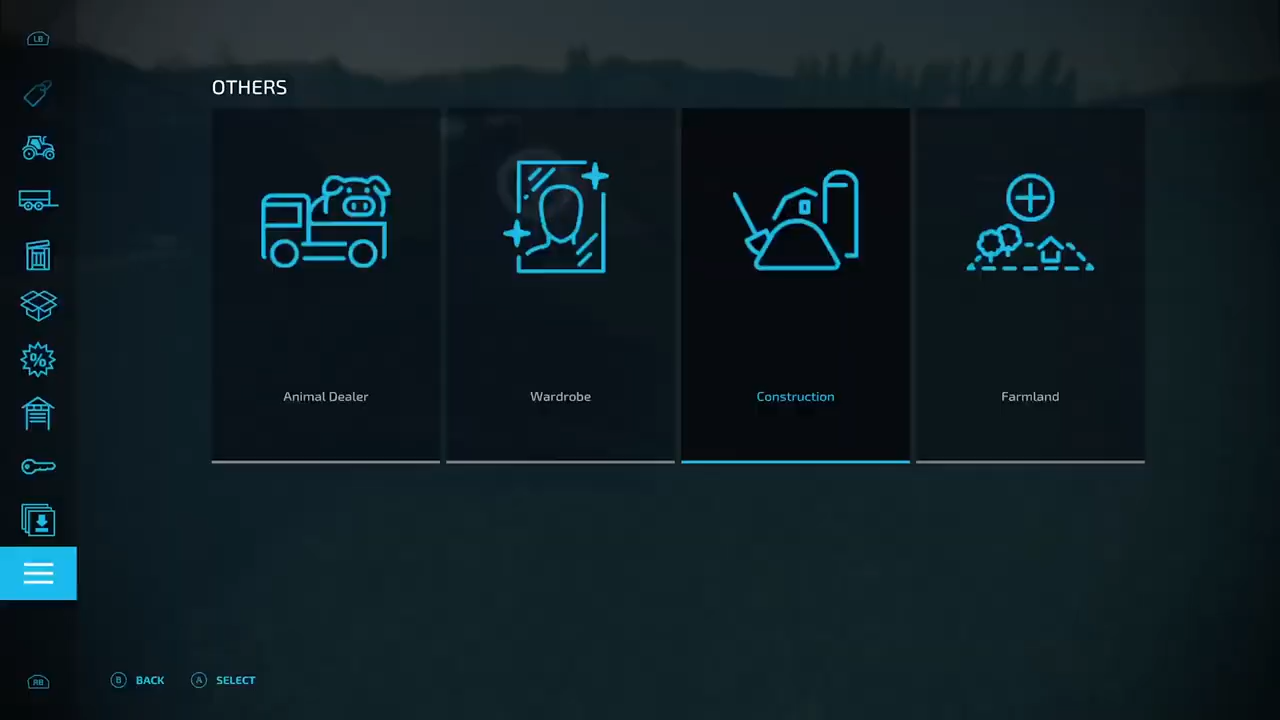 LB
OTHERS
Animal Dealer
Wardrobe
Construction
Farmland
%
RB
B BACK A SELECT